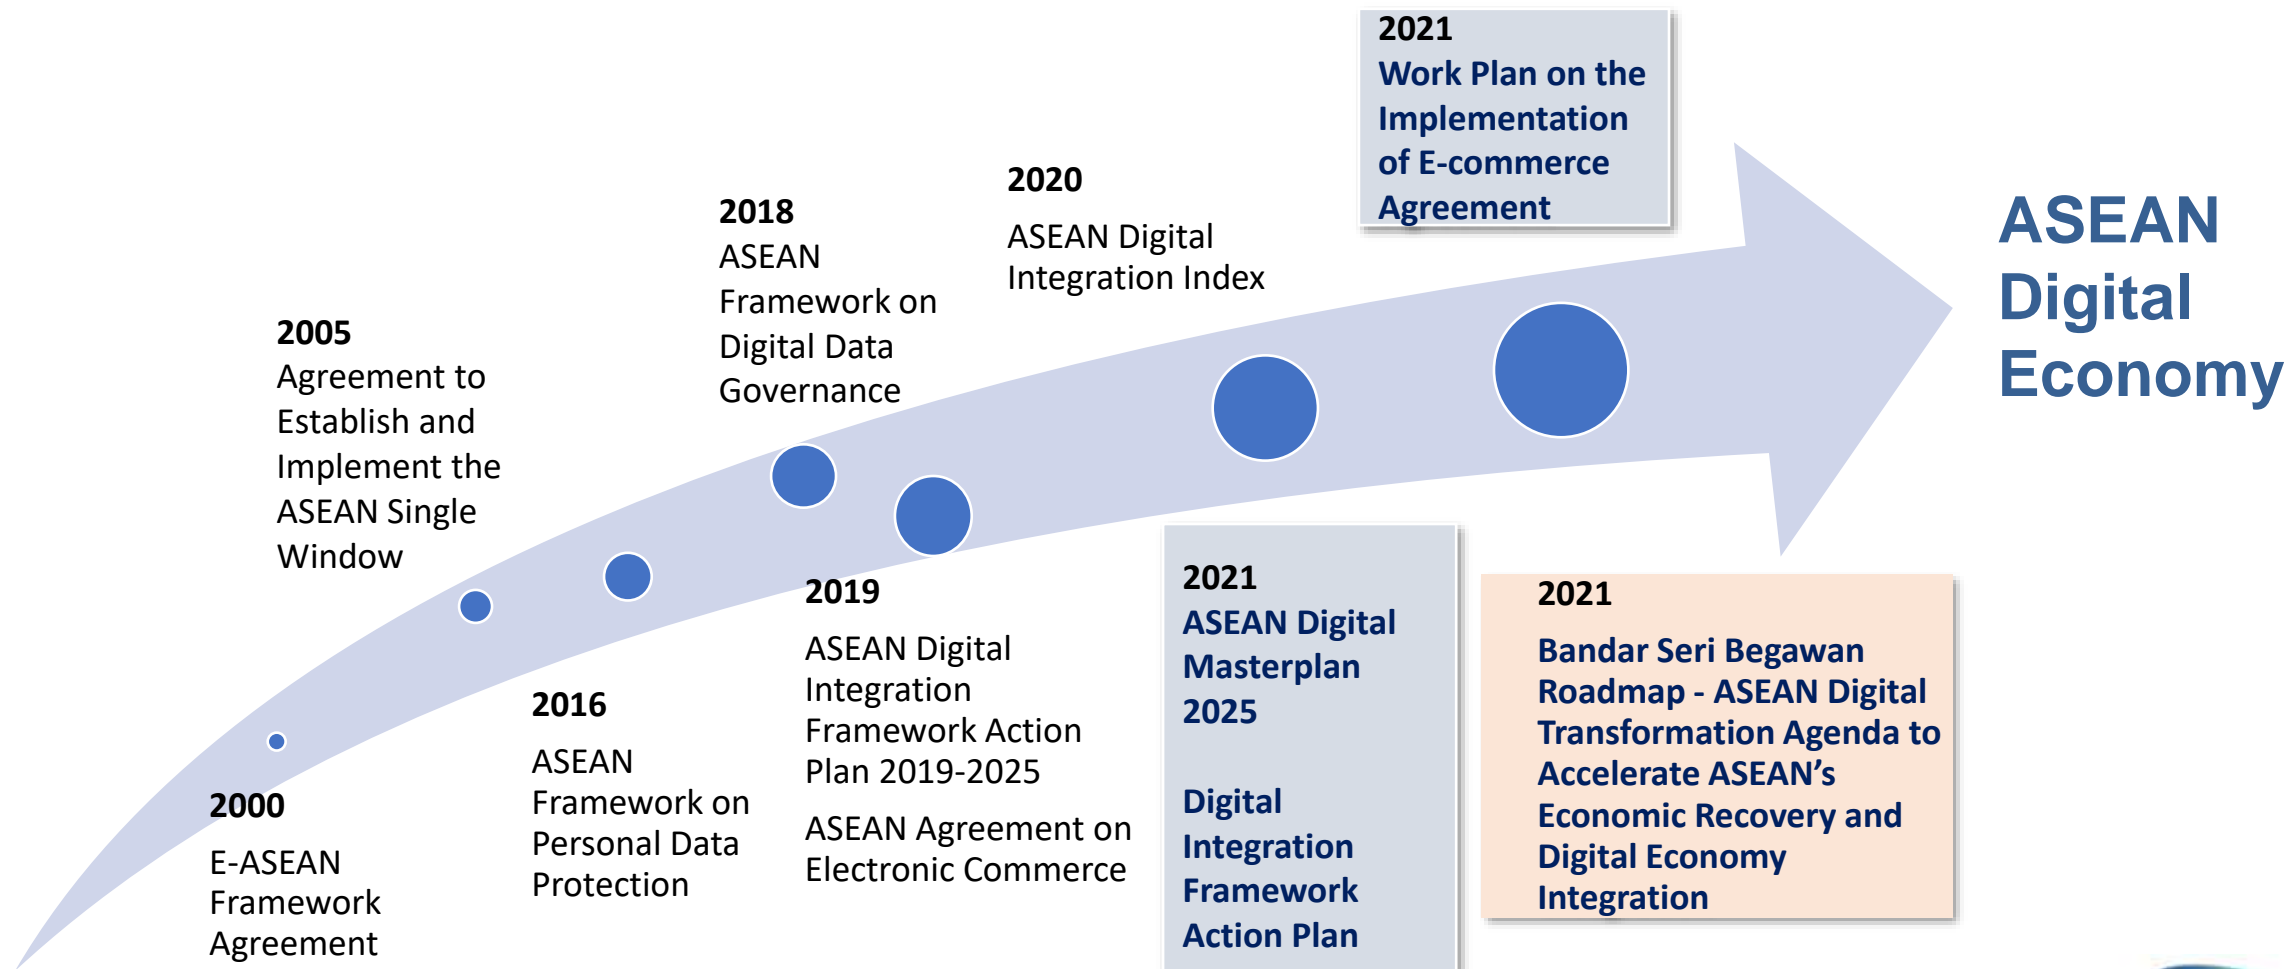 2021
Work Plan on the
Implementation
of E-commerce
Agreement
2020
ASEAN Digital
Integration Index
2018
ASEAN
Framework on
Digital Data
Governance
2005
Agreement to
Establish and
Implement the
ASEAN Single
Window
ASEAN
Digital
Economy
2000
E-ASEAN
Framework
Agreement
2016
ASEAN
Framework on
Personal Data
Protection
2019
ASEAN Digital
Integration
Framework Action
Plan 2019-2025
ASEAN Agreement on
Electronic Commerce
2021
ASEAN Digital
Masterplan
2025
Digital
Integration
Framework
Action Plan
2021
Bandar Seri Begawan
Roadmap - ASEAN Digital
Transformation Agenda to
Accelerate ASEAN’s
Economic Recovery and
Digital Economy
Integration